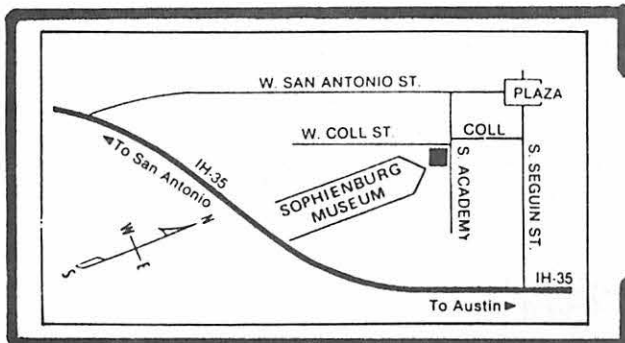 W. SAN ANTONIO ST.
PLAZA
W. COLL ST.
COLL
◄To San Antonio
IH-35
SOPHIENBURG
MUSEUM
S. ACADEMY
S. SEGUIN ST.
N
W
E
S
IH-35
To Austin►